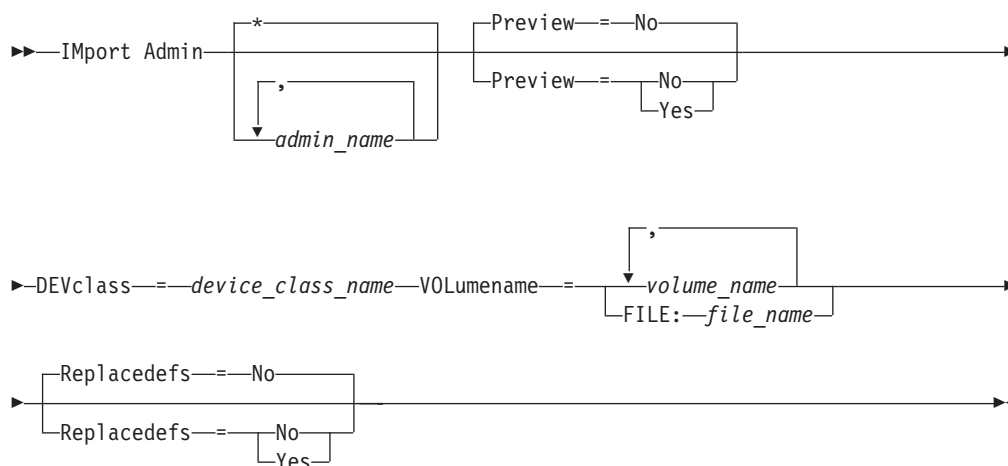 *
Preview = No
IMport Admin
,
admin_name
Preview = No
Yes
,
DEVclass = device_class_name VOLumename = volume_name
FILE: file_name
Replacedefs = No
Replacedefs = No
Yes